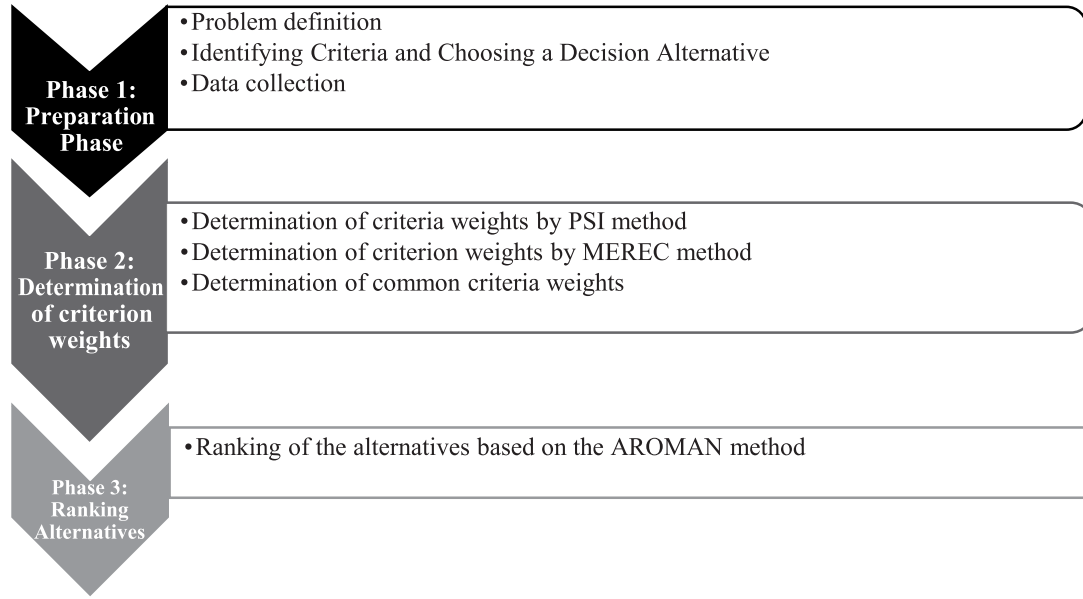 Phase 1:
Preparation
Phase
•Problem definition
•Identifying Criteria and Choosing a Decision Alternative
•Data collection
Phase 2:
Determination
of criterion
weights
•Determination of criteria weights by PSI method
•Determination of criterion weights by MEREC method
•Determination of common criteria weights
Phase 3:
Ranking
Alternatives
•Ranking of the alternatives based on the AROMAN method